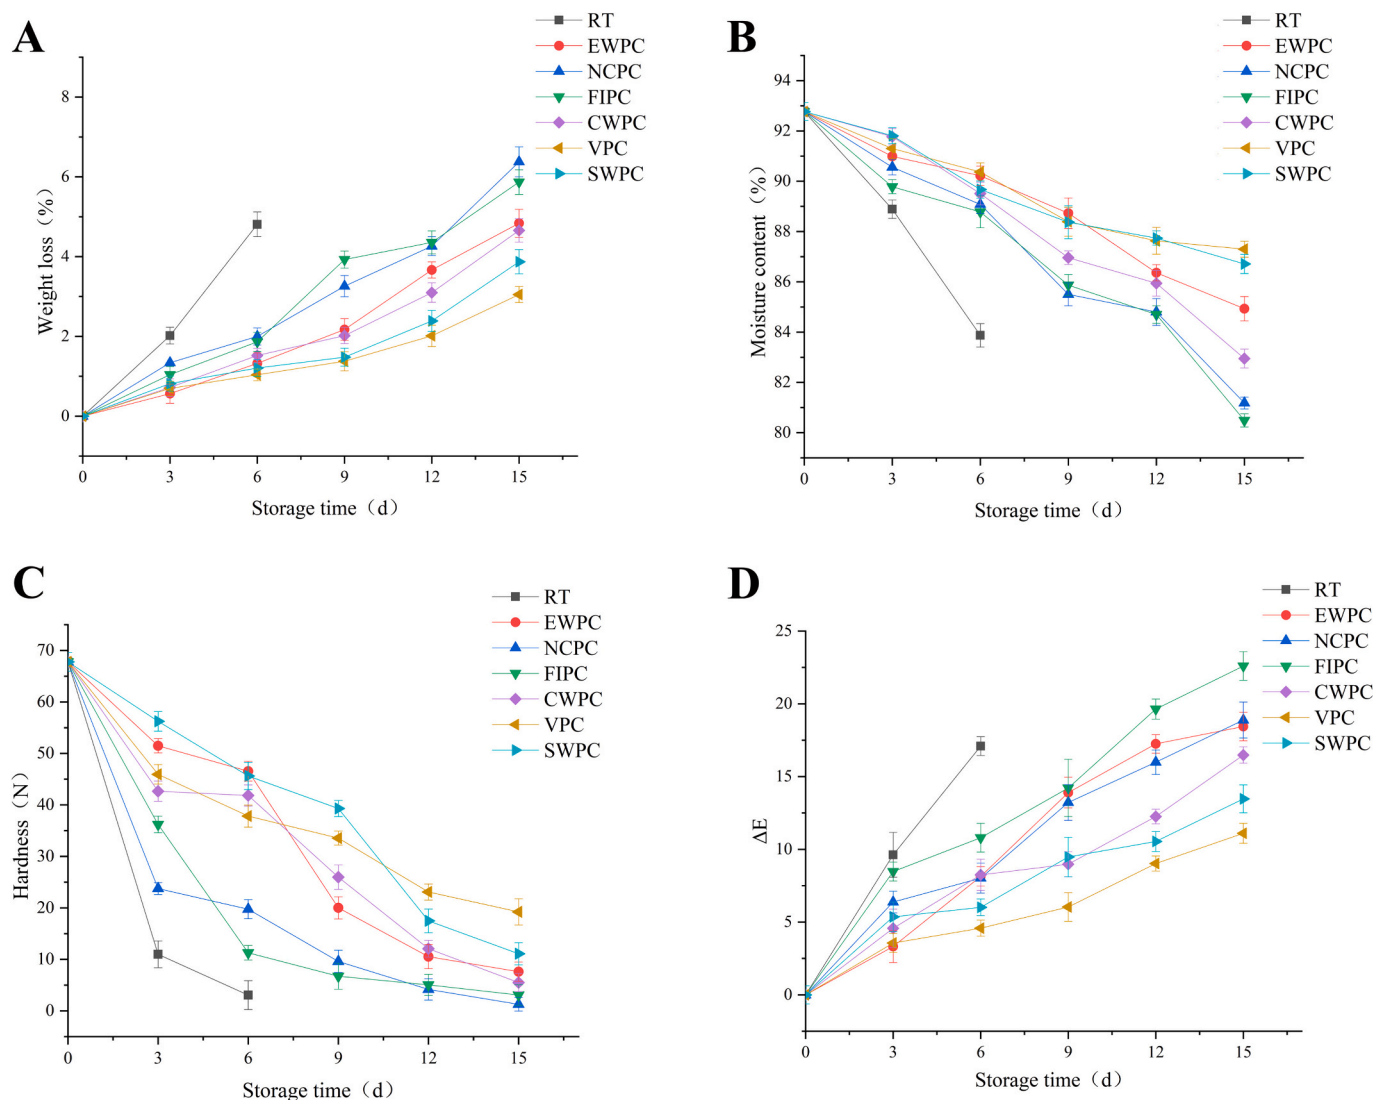 A
RT
EWPC
NCPC
FIPC
CWPC
VPC
SWPC
Weight loss（%）
8
6
4
2
0
0 3 6 9 12 15
Storage time（d）
B
RT
EWPC
NCPC
FIPC
CWPC
VPC
SWPC
Moisture content（%）
94
92
90
88
86
84
82
80
0 3 6 9 12 15
Storage time（d）
C
RT
EWPC
NCPC
FIPC
CWPC
VPC
SWPC
Hardness（N）
70
60
50
40
30
20
10
0
0 3 6 9 12 15
Storage time（d）
D
RT
EWPC
NCPC
FIPC
CWPC
VPC
SWPC
ΔE
25
20
15
10
5
0
0 3 6 9 12 15
Storage time（d）